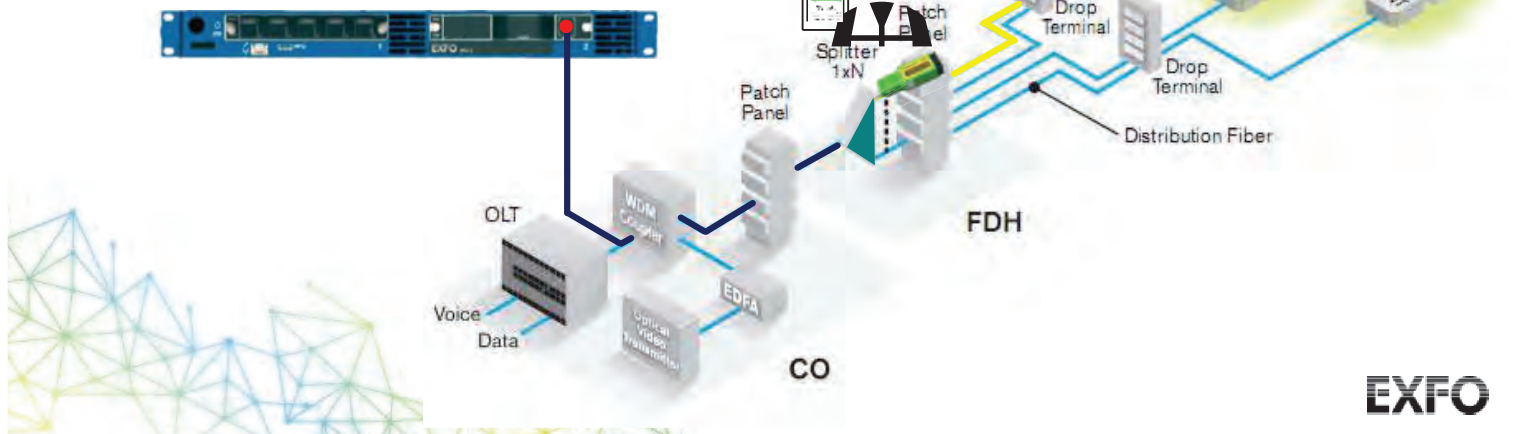 EXFO
Patch
Panel
Splitter
1xN
Drop
Terminal
Drop
Terminal
Patch
Panel
Distribution Fiber
FDH
WDM
Coupler
OLT
EDFA
Voice
Data
Optical
Video
Transmitter
CO
EXFO